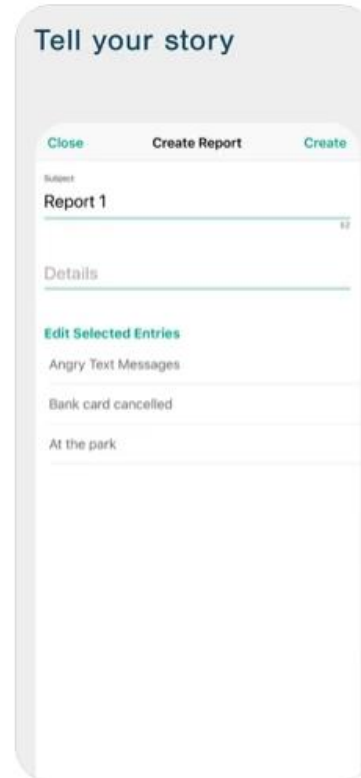 Tell your story
Close Create Report Create
Subject
Report 1
Details
Edit Selected Entries
Angry Text Messages
Bank card cancelled
At the park